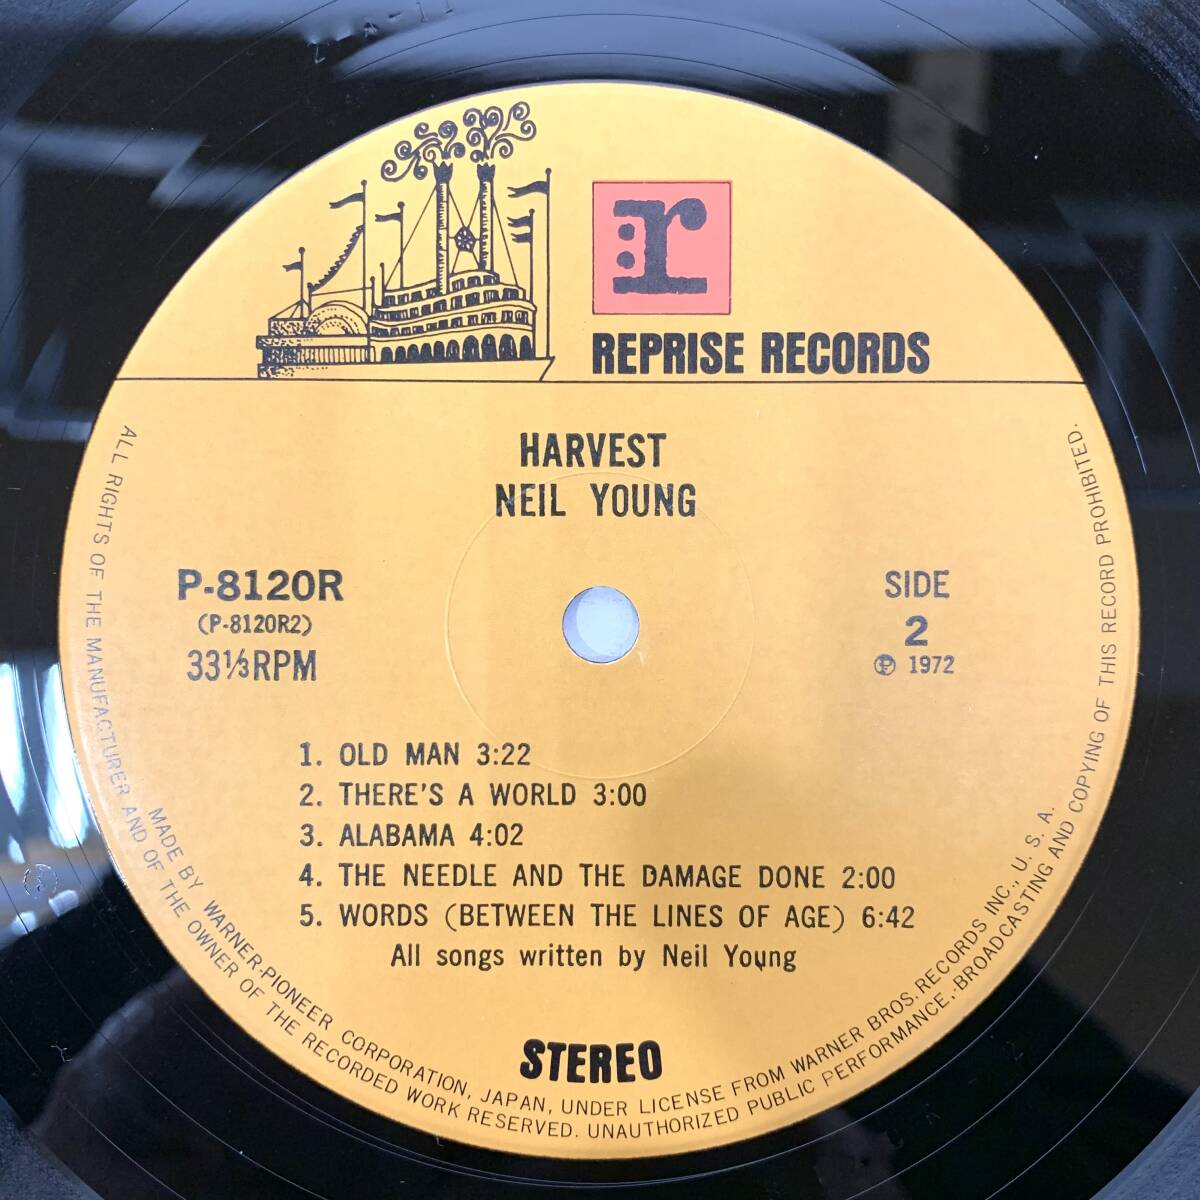 r
REPRISE RECORDS
HARVEST
NEIL YOUNG
P-8120R
(P-8120R2)
33⅓RPM
SIDE
2
℗ 1972
1. OLD MAN 3:22
2. THERE'S A WORLD 3:00
3. ALABAMA 4:02
4. THE NEEDLE AND THE DAMAGE DONE 2:00
5. WORDS (BETWEEN THE LINES OF AGE) 6:42
All songs written by Neil Young
STEREO
MADE BY WARNER-PIONEER CORPORATION, JAPAN, UNDER LICENSE FROM WARNER BROS. RECORDS INC., U. S. A.
ALL RIGHTS OF THE MANUFACTURER AND OF THE OWNER OF THE RECORDED WORK RESERVED. UNAUTHORIZED PUBLIC PERFORMANCE, BROADCASTING AND COPYING OF THIS RECORD PROHIBITED.